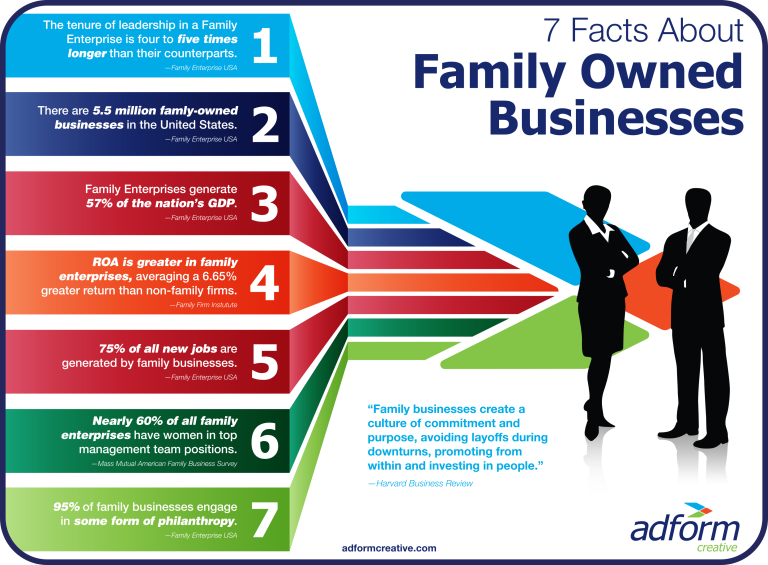 7 Facts About
Family Owned
Businesses
The tenure of leadership in a Family
Enterprise is four to five times
longer than their counterparts.
—Family Enterprise USA
1
There are 5.5 million famly-owned
businesses in the United States.
—Family Enterprise USA
2
Family Enterprises generate
57% of the nation's GDP.
—Family Enterprise USA
3
ROA is greater in family
enterprises, averaging a 6.65%
greater return than non-family firms.
—Family Firm Instutute
4
75% of all new jobs are
generated by family businesses.
—Family Enterprise USA
5
Nearly 60% of all family
enterprises have women in top
management team positions.
—Mass Mutual American Family Business Survey
6
95% of family businesses engage
in some form of philanthropy.
—Family Enterprise USA
7
“Family businesses create a
culture of commitment and
purpose, avoiding layoffs during
downturns, promoting from
within and investing in people.”
—Harvard Business Review
adformcreative.com
adform
creative